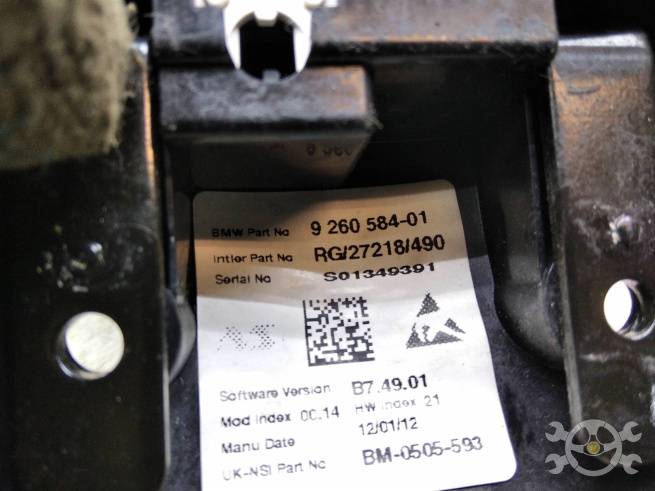 BMW Part No 9 260 584-01
Intier Part No RG/27218/490
Serial No S01349391
AS
Software Version B7.49.01
Mod Index 00.14 HW Index 21
Manu Date 12/01/12
UK-NSI Part No BM-0505-593